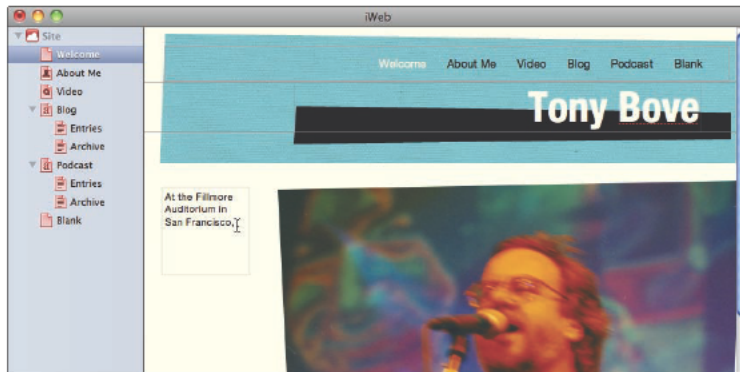 iWeb
Site
Welcome
About Me
Video
Blog
Entries
Archive
Podcast
Entries
Archive
Blank
Welcome About Me Video Blog Podcast Blank
Tony Bove
At the Fillmore
Auditorium in
San Francisco,